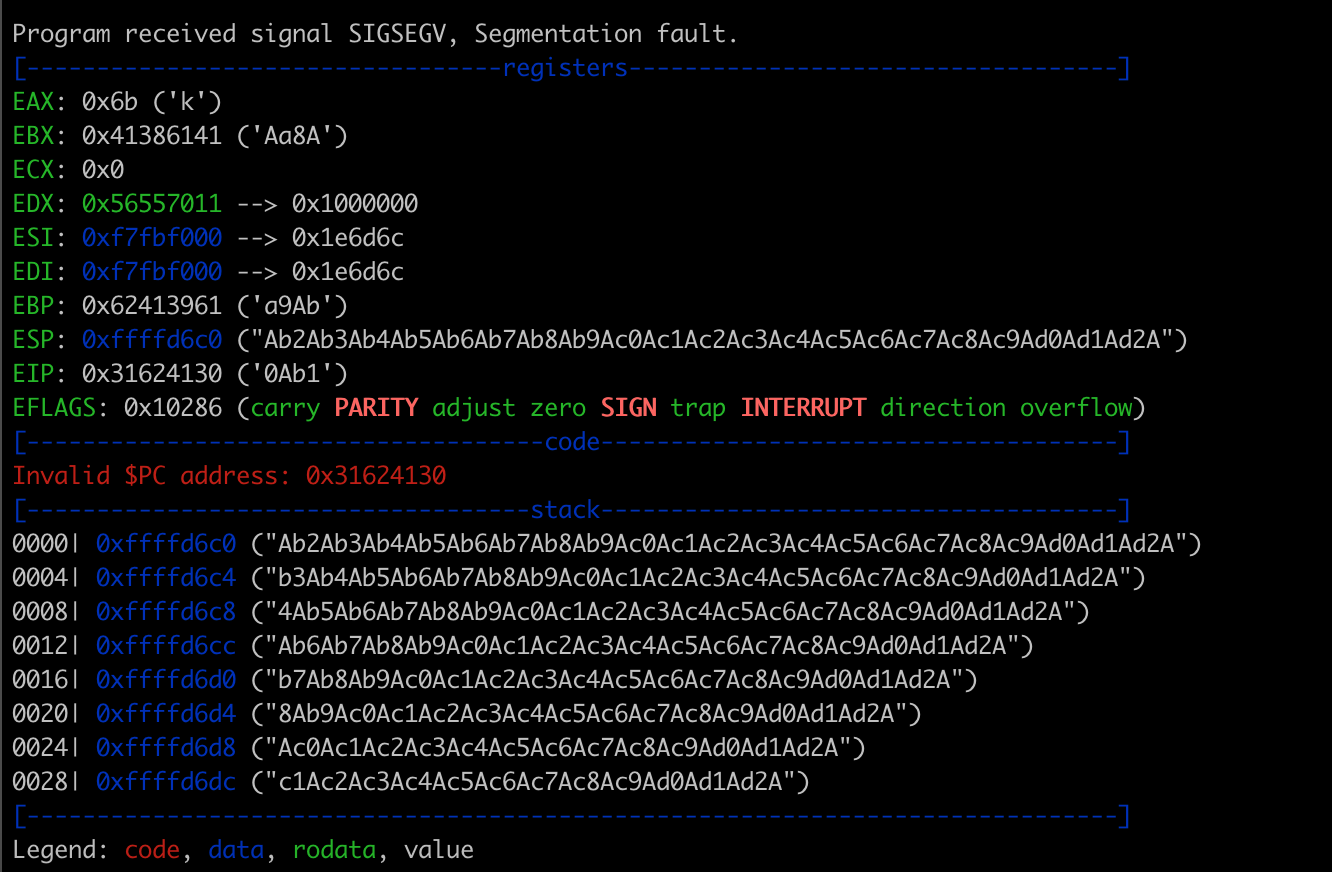 Program received signal SIGSEGV, Segmentation fault.
[----------------------------------registers-----------------------------------]
EAX: 0x6b ('k')
EBX: 0x41386141 ('Aa8A')
ECX: 0x0
EDX: 0x56557011 --> 0x1000000
ESI: 0xf7fbf000 --> 0x1e6d6c
EDI: 0xf7fbf000 --> 0x1e6d6c
EBP: 0x62413961 ('a9Ab')
ESP: 0xffffd6c0 ("Ab2Ab3Ab4Ab5Ab6Ab7Ab8Ab9Ac0Ac1Ac2Ac3Ac4Ac5Ac6Ac7Ac8Ac9Ad0Ad1Ad2A")
EIP: 0x31624130 ('0Ab1')
EFLAGS: 0x10286 (carry PARITY adjust zero SIGN trap INTERRUPT direction overflow)
[-------------------------------------code-------------------------------------]
Invalid $PC address: 0x31624130
[------------------------------------stack-------------------------------------]
0000| 0xffffd6c0 ("Ab2Ab3Ab4Ab5Ab6Ab7Ab8Ab9Ac0Ac1Ac2Ac3Ac4Ac5Ac6Ac7Ac8Ac9Ad0Ad1Ad2A")
0004| 0xffffd6c4 ("b3Ab4Ab5Ab6Ab7Ab8Ab9Ac0Ac1Ac2Ac3Ac4Ac5Ac6Ac7Ac8Ac9Ad0Ad1Ad2A")
0008| 0xffffd6c8 ("4Ab5Ab6Ab7Ab8Ab9Ac0Ac1Ac2Ac3Ac4Ac5Ac6Ac7Ac8Ac9Ad0Ad1Ad2A")
0012| 0xffffd6cc ("Ab6Ab7Ab8Ab9Ac0Ac1Ac2Ac3Ac4Ac5Ac6Ac7Ac8Ac9Ad0Ad1Ad2A")
0016| 0xffffd6d0 ("b7Ab8Ab9Ac0Ac1Ac2Ac3Ac4Ac5Ac6Ac7Ac8Ac9Ad0Ad1Ad2A")
0020| 0xffffd6d4 ("8Ab9Ac0Ac1Ac2Ac3Ac4Ac5Ac6Ac7Ac8Ac9Ad0Ad1Ad2A")
0024| 0xffffd6d8 ("Ac0Ac1Ac2Ac3Ac4Ac5Ac6Ac7Ac8Ac9Ad0Ad1Ad2A")
0028| 0xffffd6dc ("c1Ac2Ac3Ac4Ac5Ac6Ac7Ac8Ac9Ad0Ad1Ad2A")
[------------------------------------------------------------------------------]
Legend: code, data, rodata, value